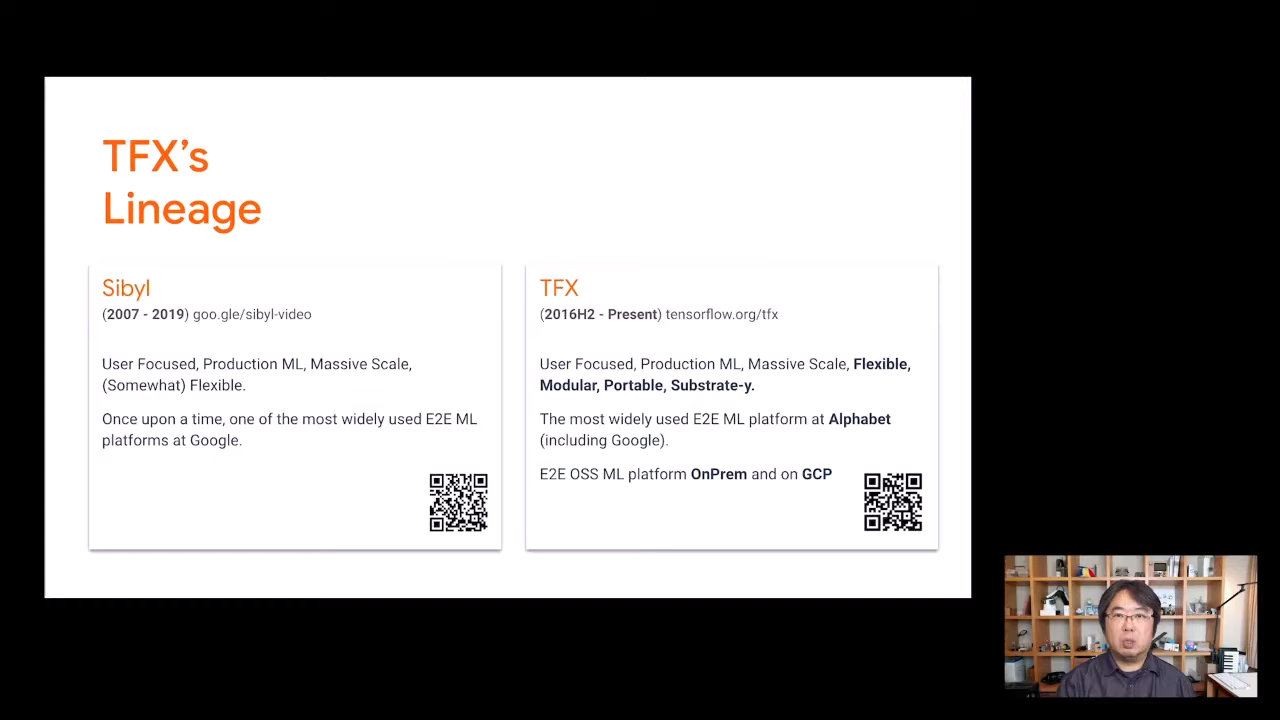 TFX’s
Lineage
Sibyl
(2007 - 2019) goo.gle/sibyl-video
User Focused, Production ML, Massive Scale,
(Somewhat) Flexible.
Once upon a time, one of the most widely used E2E ML
platforms at Google.
TFX
(2016H2 - Present) tensorflow.org/tfx
User Focused, Production ML, Massive Scale, Flexible,
Modular, Portable, Substrate-y.
The most widely used E2E ML platform at Alphabet
(including Google).
E2E OSS ML platform OnPrem and on GCP